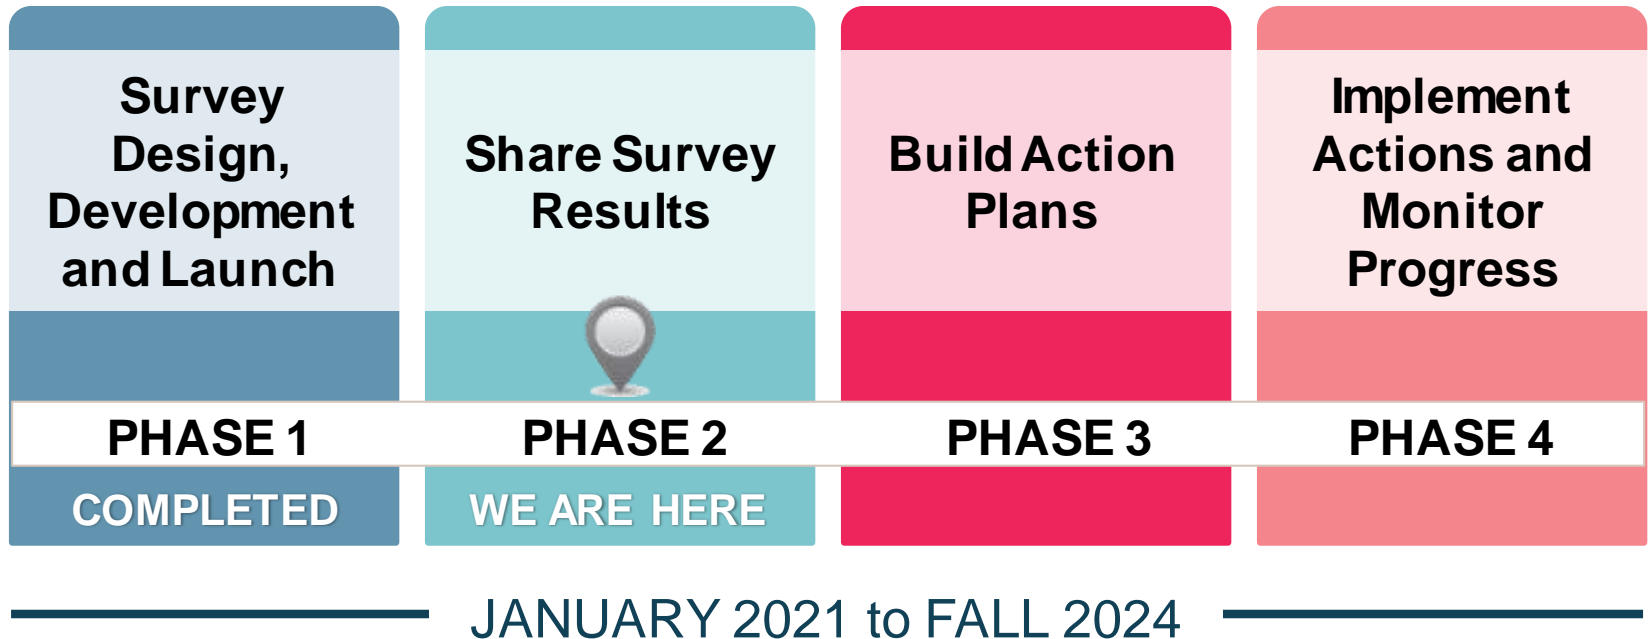 Survey
Design,
Development
and Launch
Share Survey
Results
Build Action
Plans
Implement
Actions and
Monitor
Progress
PHASE 1
PHASE 2
PHASE 3
PHASE 4
COMPLETED
WE ARE HERE
JANUARY 2021 to FALL 2024